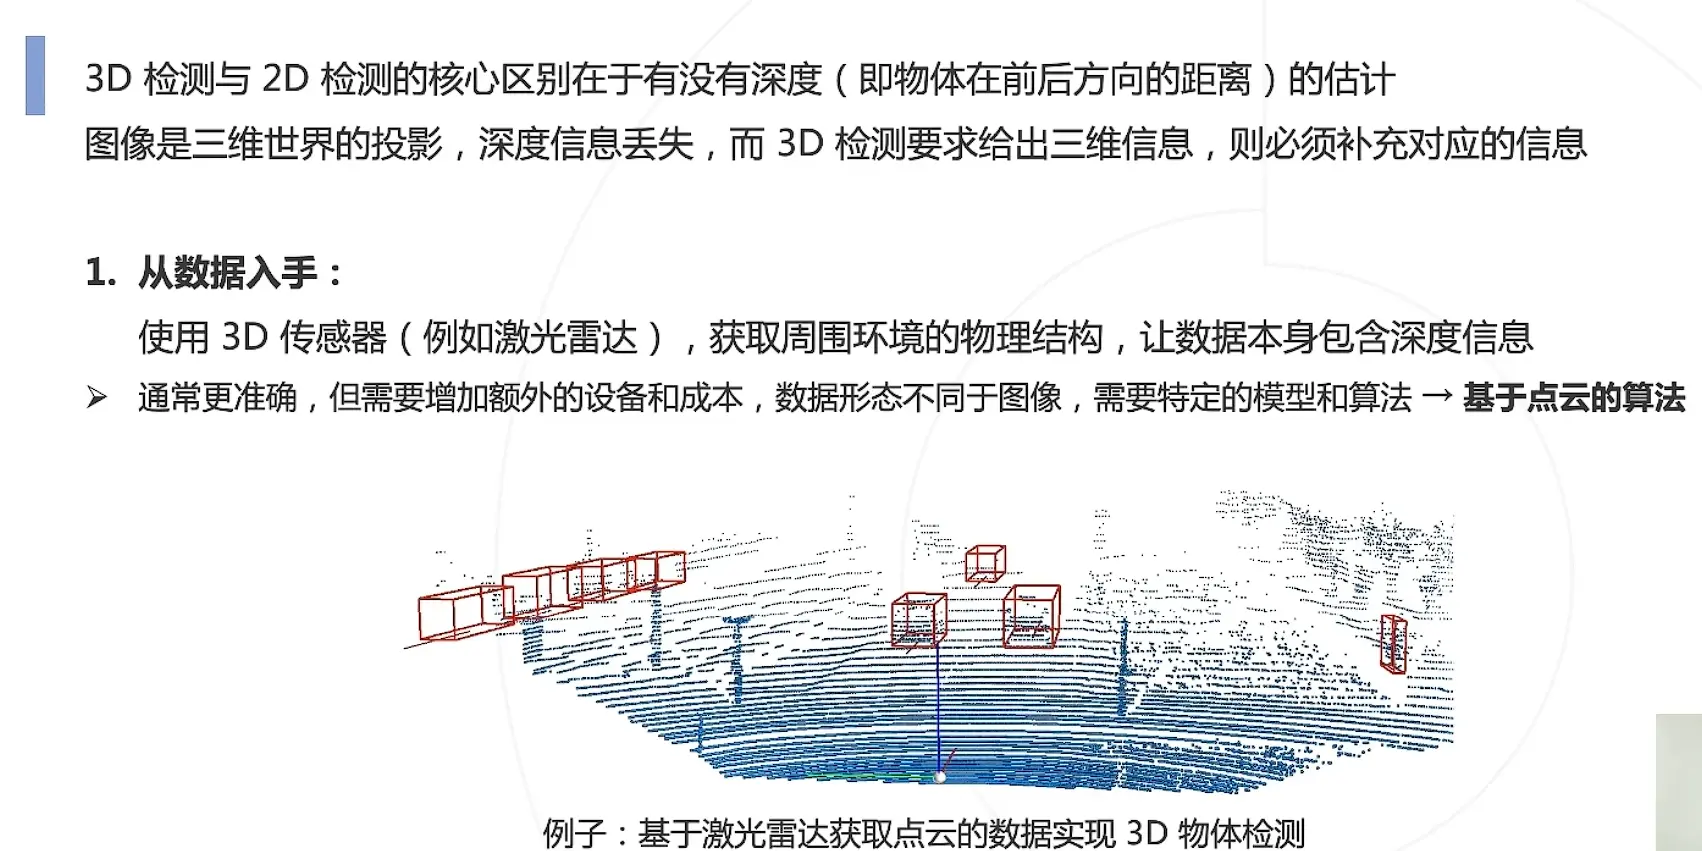 3D 检测与 2D 检测的核心区别在于有没有深度（即物体在前后方向的距离）的估计
图像是三维世界的投影，深度信息丢失，而 3D 检测要求给出三维信息，则必须补充对应的信息
1. 从数据入手：
使用 3D 传感器（例如激光雷达），获取周围环境的物理结构，让数据本身包含深度信息
➢ 通常更准确，但需要增加额外的设备和成本，数据形态不同于图像，需要特定的模型和算法 → 基于点云的算法
例子：基于激光雷达获取点云的数据实现 3D 物体检测